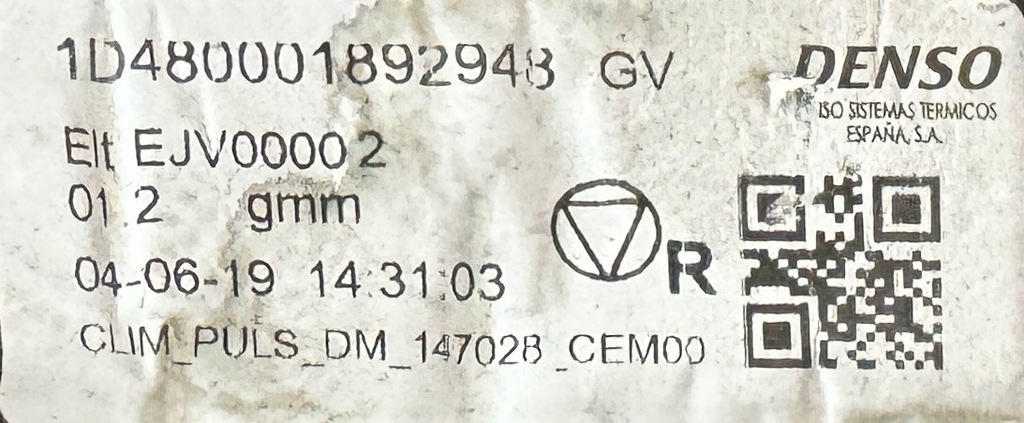 1D480001892948 GV
DENSO
ISO SISTEMAS TERMICOS
ESPAÑA, S.A.
Elt EJV00002
01.2 gmm
R
04-06-19 14:31:03
CLIM_PULS_DM_147028_CEM00